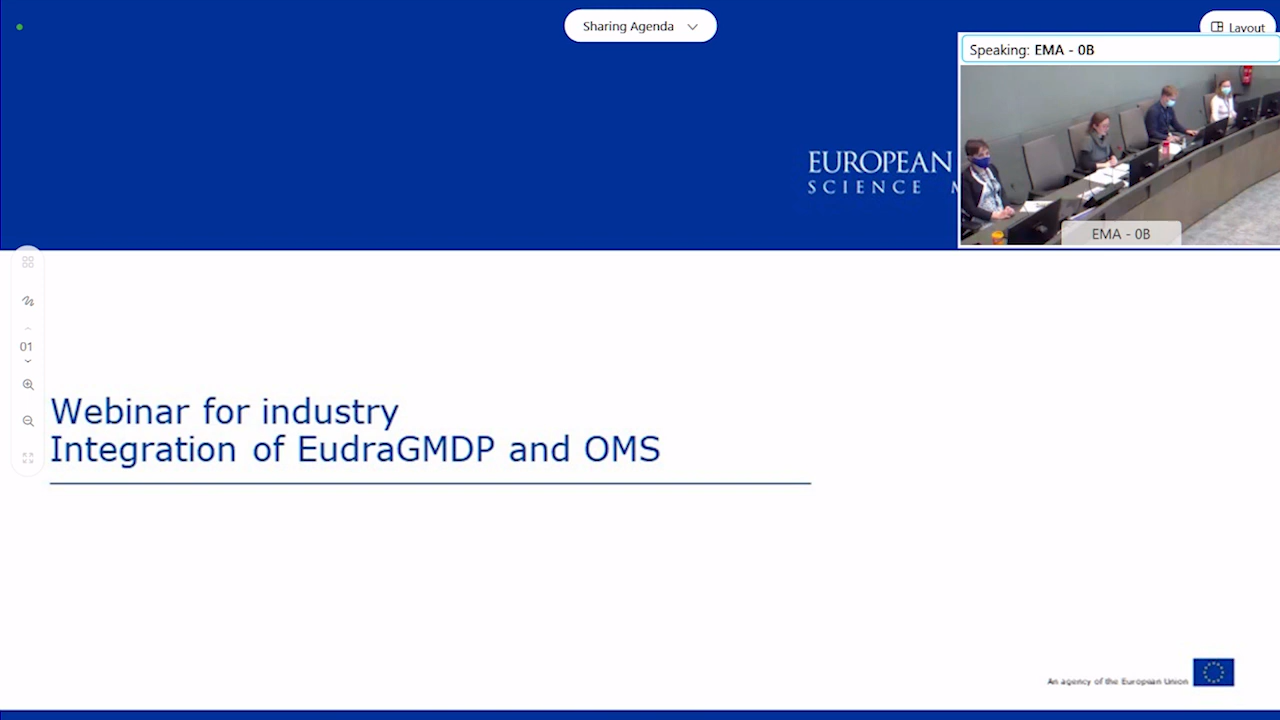 Sharing Agenda
Layout
Speaking: EMA - 0B
EUROPEAN
SCIENCE
EMA - 0B
01
Webinar for industry
Integration of EudraGMDP and OMS
An agency of the European Union